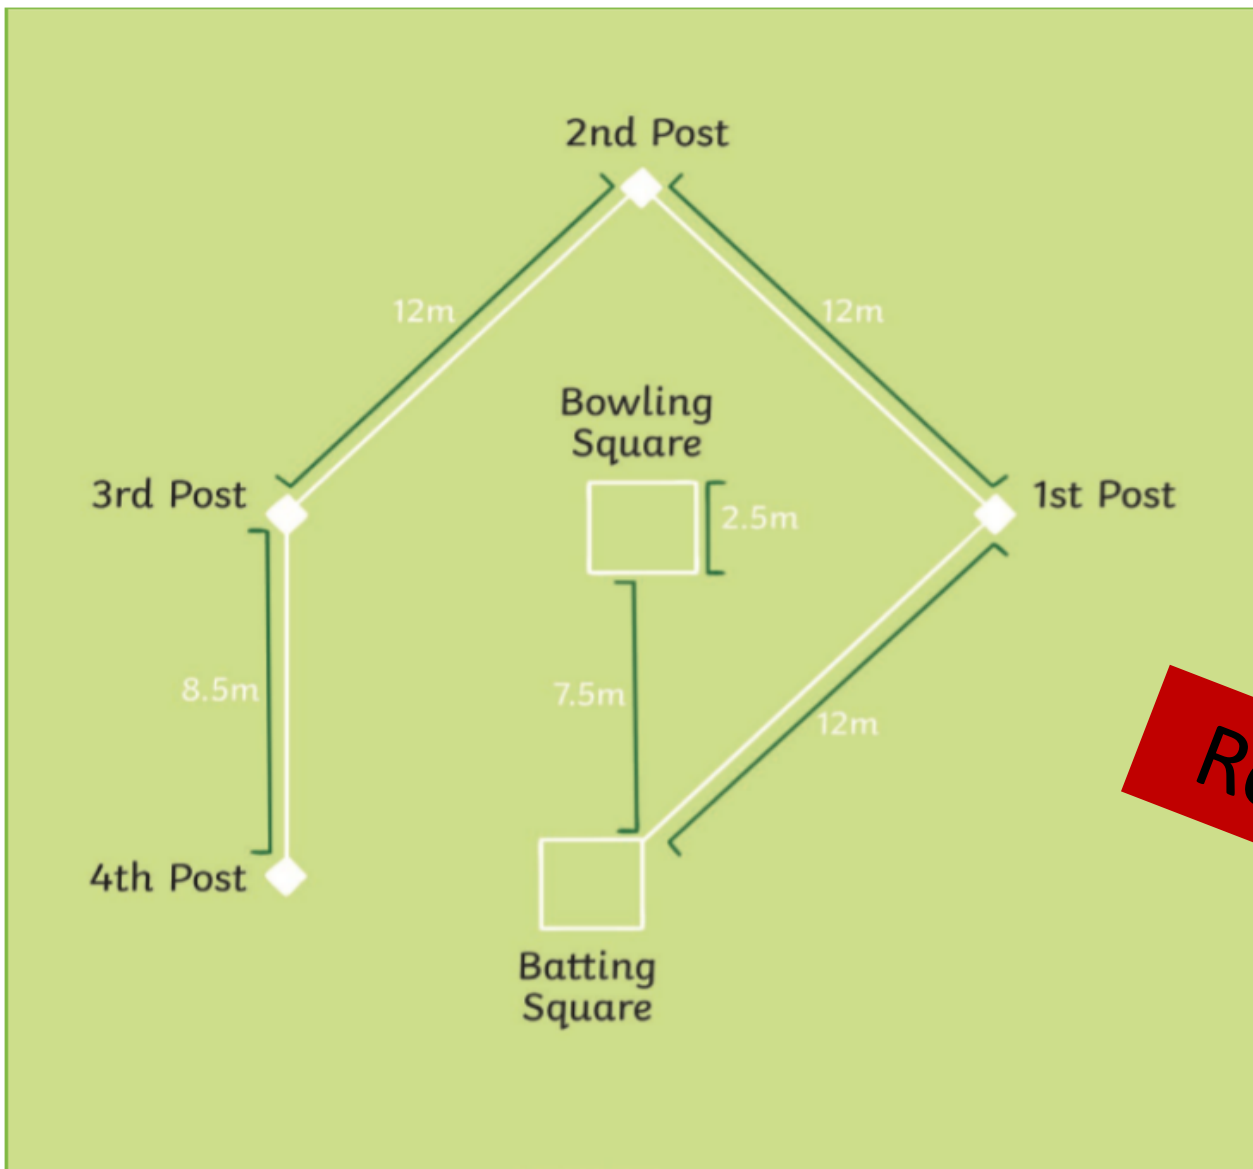 2nd Post
12m
12m
Bowling
Square
3rd Post
1st Post
2.5m
8.5m
7.5m
12m
4th Post
Batting
Square